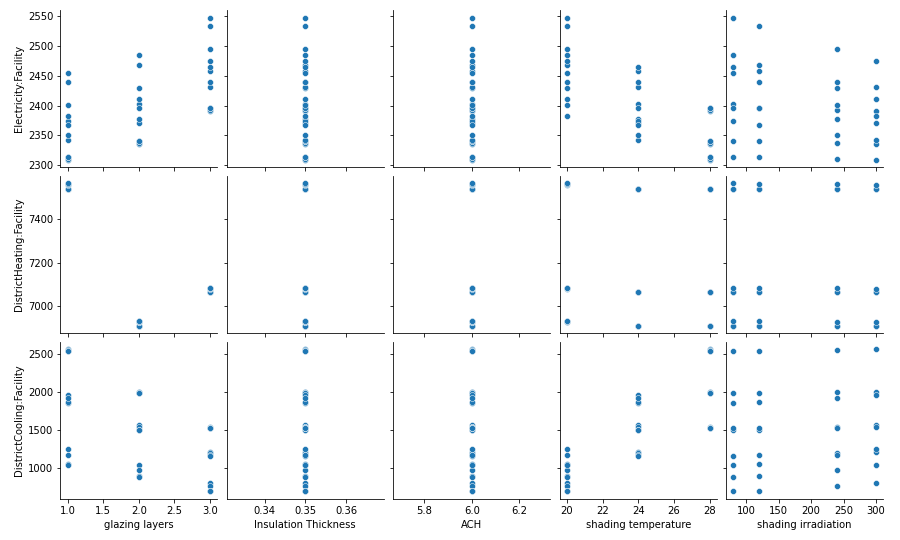 Electricity:Facility
2550
2500
2450
2400
2350
2300
DistrictHeating:Facility
7400
7200
7000
DistrictCooling:Facility
2500
2000
1500
1000
1.0 1.5 2.0 2.5 3.0
glazing layers
0.34 0.35 0.36
Insulation Thickness
5.8 6.0 6.2
ACH
20 22 24 26 28
shading temperature
100 150 200 250 300
shading irradiation